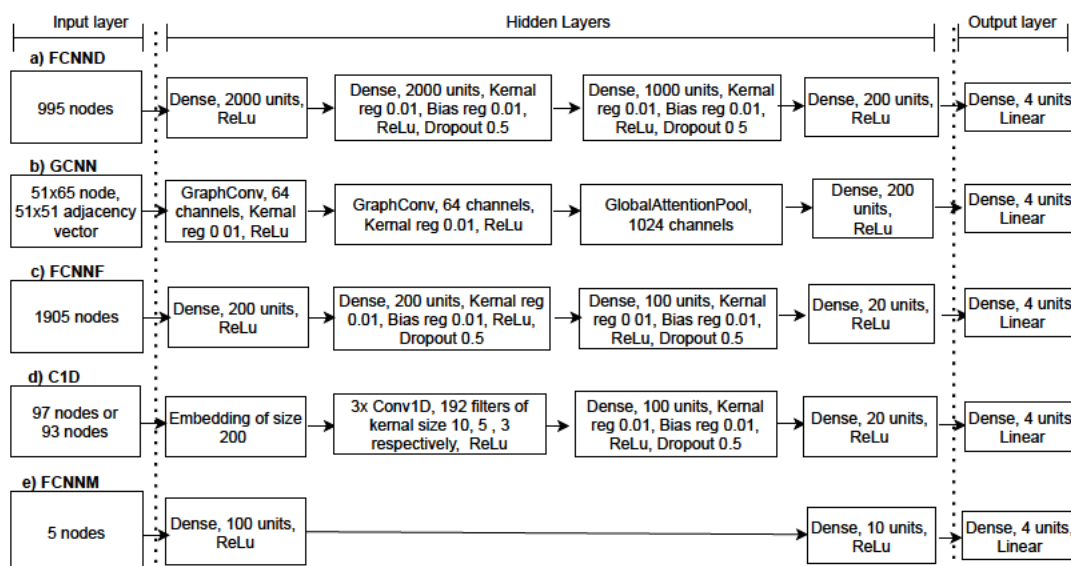 Input layer
Hidden Layers
Output layer
a) FCNND
995 nodes
Dense, 2000 units,
ReLu
Dense, 2000 units, Kernal
reg 0.01, Bias reg 0.01,
ReLu, Dropout 0.5
Dense, 1000 units, Kernal
reg 0.01, Bias reg 0.01,
ReLu, Dropout 0 5
Dense, 200 units,
ReLu
Dense, 4 units,
Linear
b) GCNN
51x65 node,
51x51 adjacency
vector
GraphConv, 64
channels, Kernal
reg 0 01, ReLu
GraphConv, 64 channels,
Kernal reg 0.01, ReLu
GlobalAttentionPool,
1024 channels
Dense, 200
units,
ReLu
Dense, 4 units,
Linear
c) FCNNF
1905 nodes
Dense, 200 units,
ReLu
Dense, 200 units, Kernal reg
0.01, Bias reg 0.01, ReLu,
Dropout 0.5
Dense, 100 units, Kernal
reg 0 01, Bias reg 0.01,
ReLu, Dropout 0.5
Dense, 20 units,
ReLu
Dense, 4 units,
Linear
d) C1D
97 nodes or
93 nodes
Embedding of size
200
3x Conv1D, 192 filters of
kernal size 10, 5 , 3
respectively, ReLu
Dense, 100 units, Kernal
reg 0.01, Bias reg 0.01,
ReLu, Dropout 0.5
Dense, 20 units,
ReLu
Dense, 4 units,
Linear
e) FCNNM
5 nodes
Dense, 100 units,
ReLu
Dense, 10 units,
ReLu
Dense, 4 units,
Linear